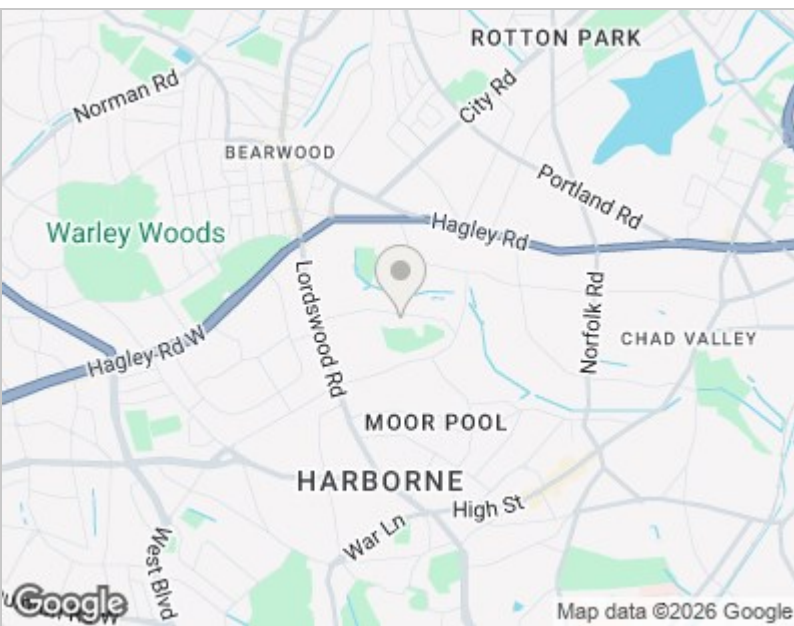 ROTTON PARK
Norman Rd
City Rd
BEARWOOD
Portland Rd
Warley Woods
Hagley Rd
Lordswood Rd
Norfolk Rd
CHAD VALLEY
Hagley Rd W
MOOR POOL
HARBORNE
High St
War Ln
West Blvd
Google
Map data ©2026 Google